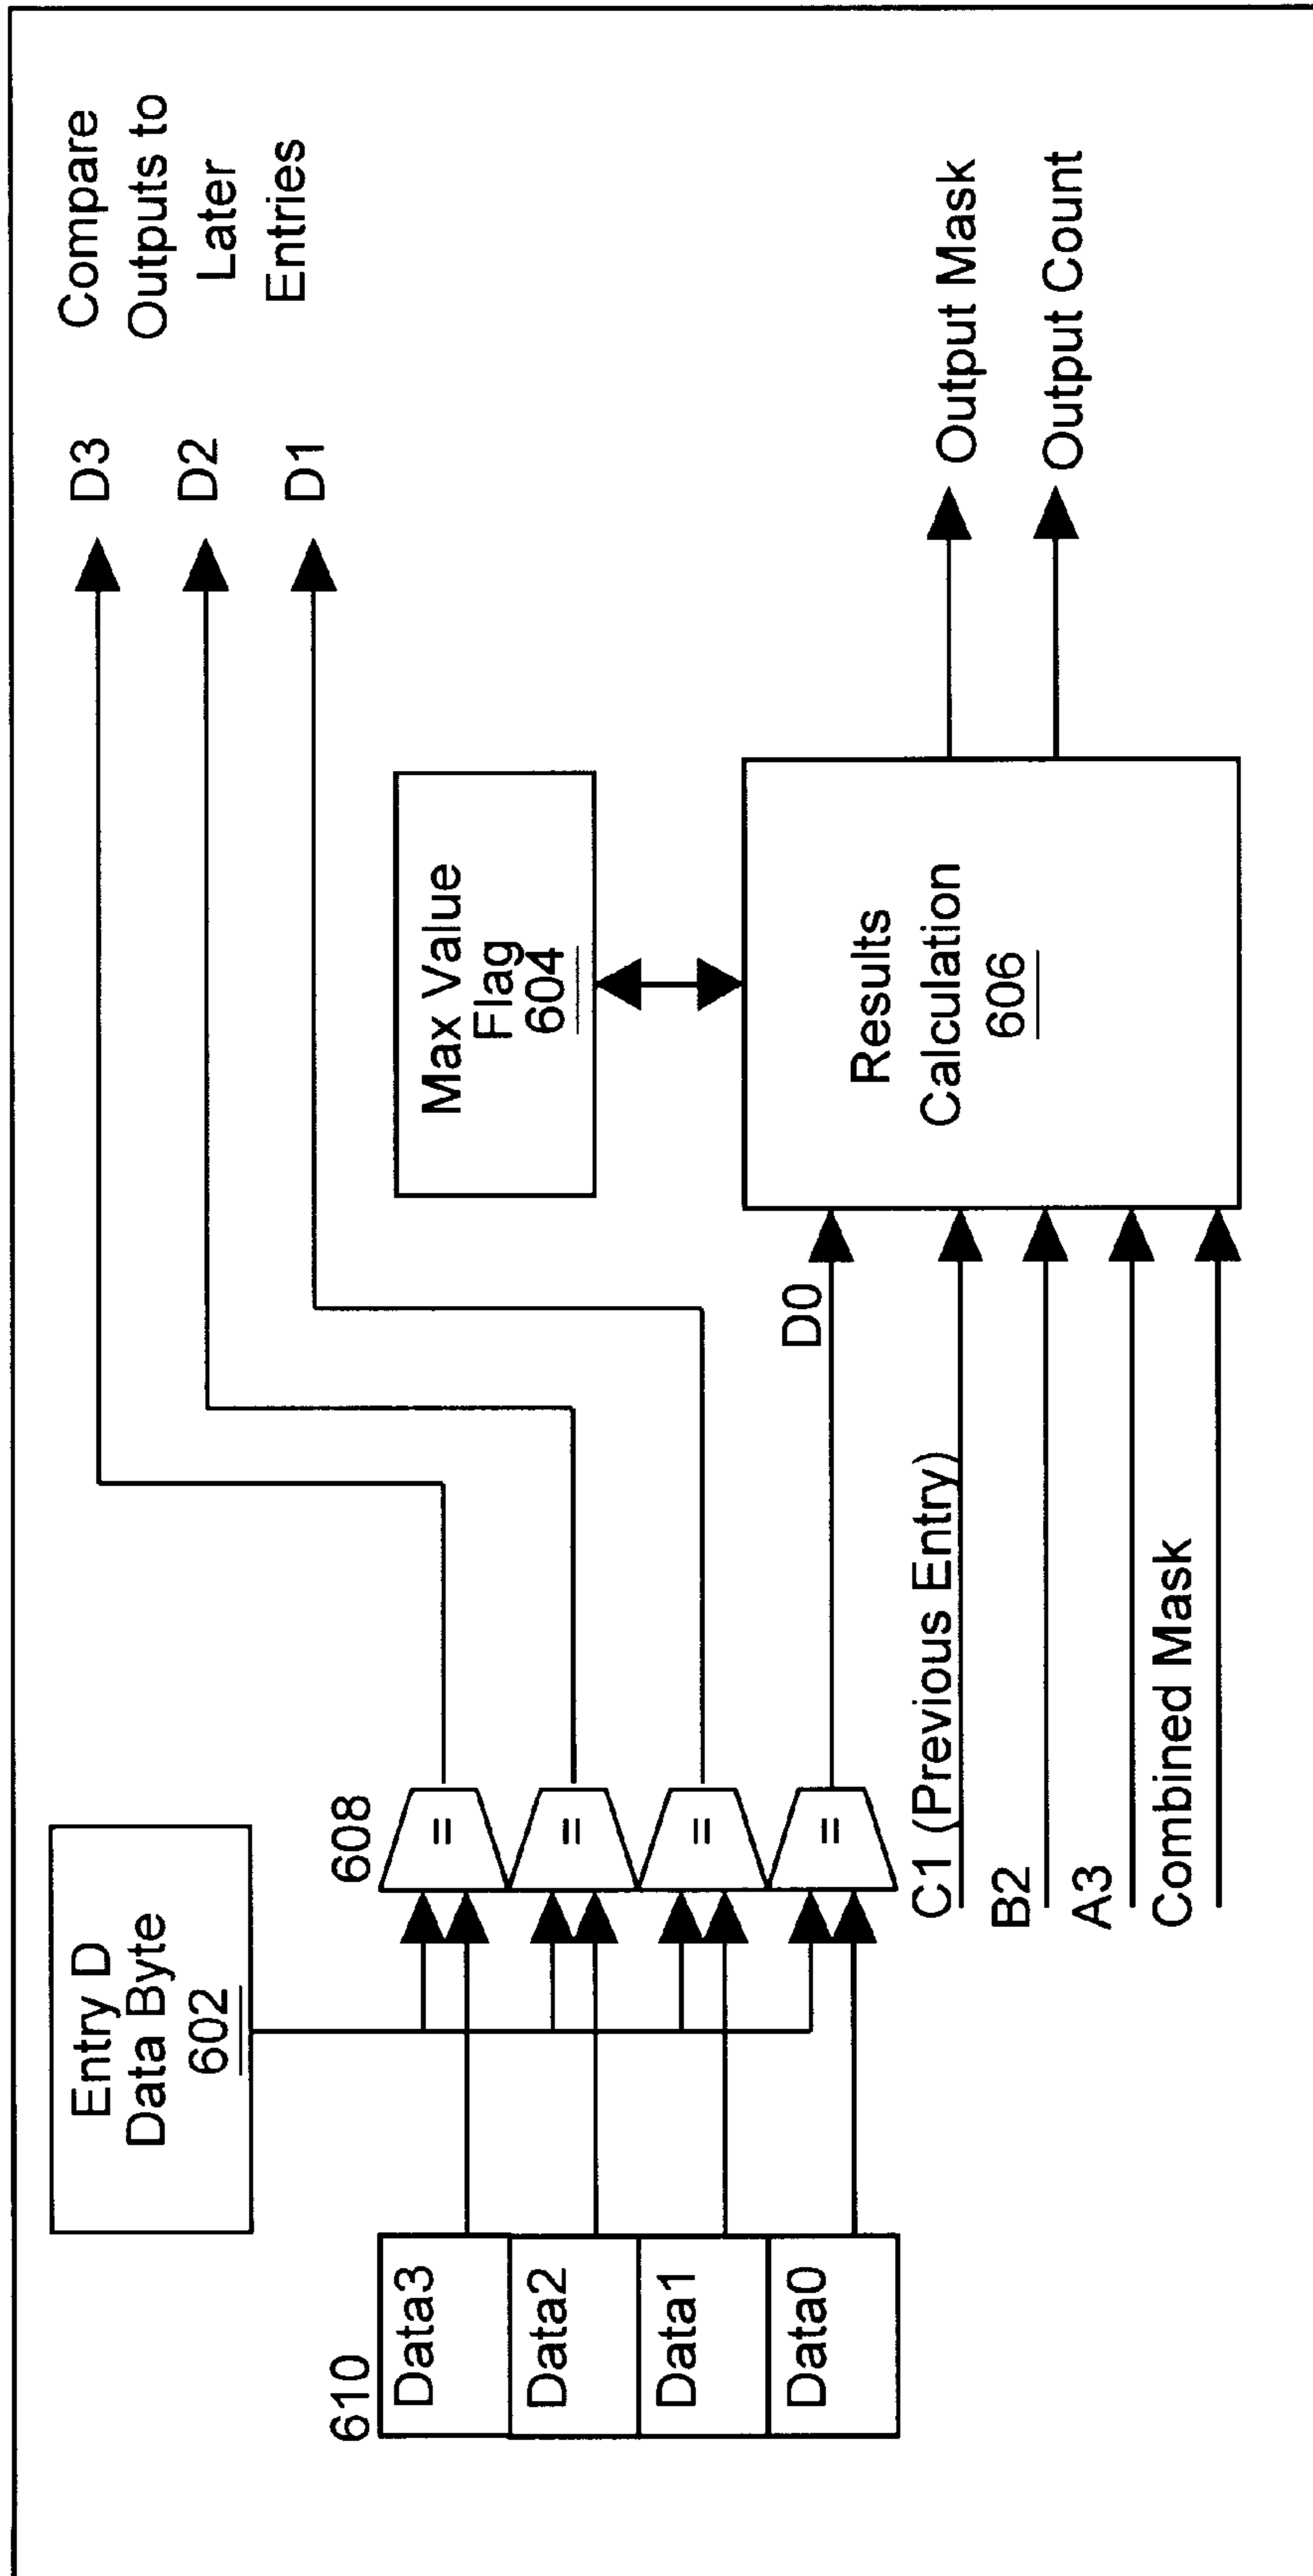 Entry D
Data Byte
602
Compare
Outputs to
Later
Entries
D3
D2
D1
610
Data3
Data2
Data1
Data0
608
=
=
=
=
Max Value
Flag
604
D0
C1 (Previous Entry)
B2
A3
Combined Mask
Results
Calculation
606
Output Mask
Output Count